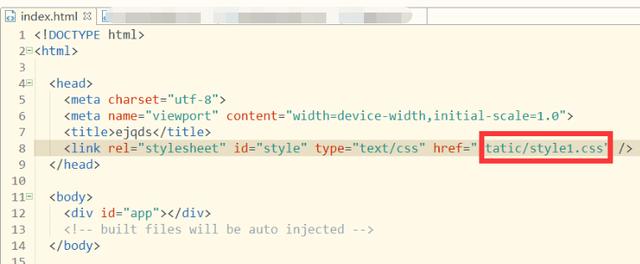 index.html
1 <!DOCTYPE html>
2 <html>
3
4 <head>
5 <meta charset="utf-8">
6 <meta name="viewport" content="width=device-width,initial-scale=1.0">
7 <title>ejqds</title>
8 <link rel="stylesheet" id="style" type="text/css" href="tatic/style1.css" />
9 </head>
10
11 <body>
12 <div id="app"></div>
13 <!-- built files will be auto injected -->
14 </body>